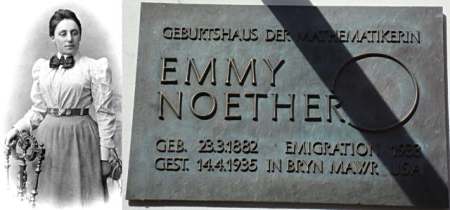 GEBURTSHAUS DER MATHEMATIKERIN
EMMY
NOETHER
GEB. 23.3.1882 EMIGRATION 1933
GEST. 14.4.1935 IN BRYN MAWR USA